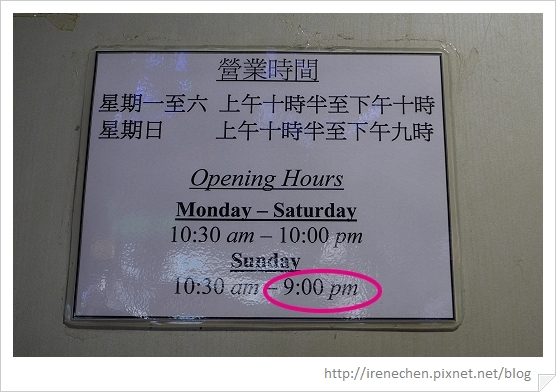 營業時間
星期一至六 上午十時半至下午十時
星期日 上午十時半至下午九時
Opening Hours
Monday – Saturday
10:30 am – 10:00 pm
Sunday
10:30 am – 9:00 pm
http://irenechen.pixnet.net/blog